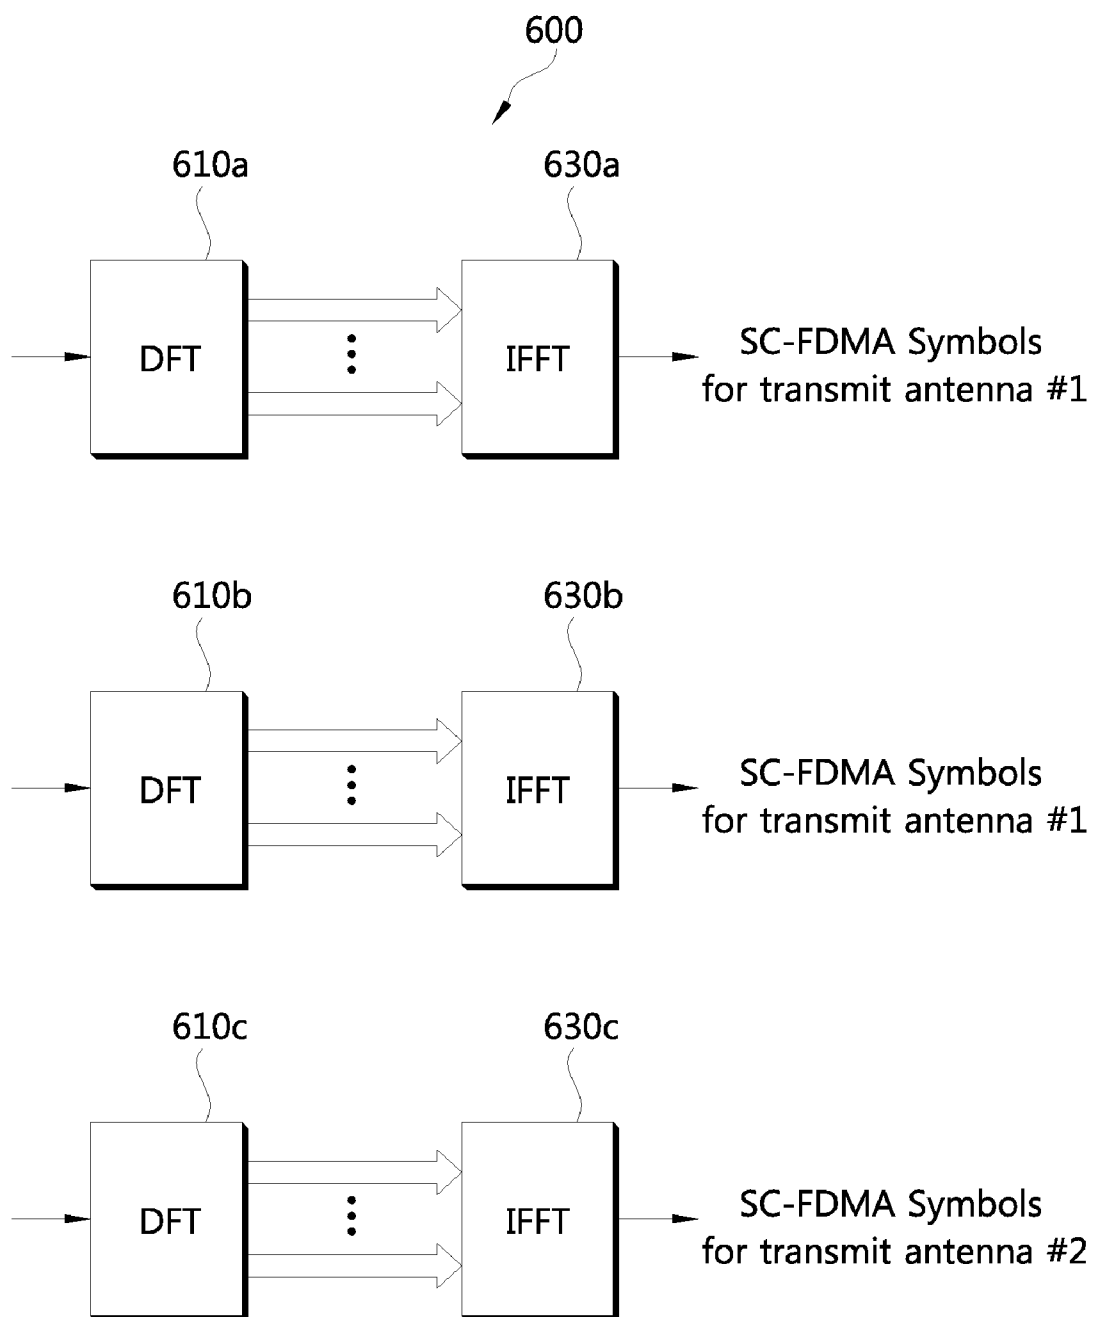 600
610a
630a
DFT
IFFT
SC-FDMA Symbols
for transmit antenna #1
610b
630b
DFT
IFFT
SC-FDMA Symbols
for transmit antenna #1
610c
630c
DFT
IFFT
SC-FDMA Symbols
for transmit antenna #2